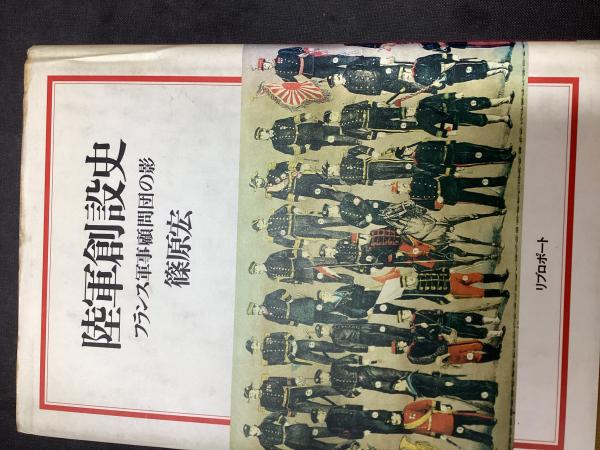 陸軍創設史
フランス軍事顧問団の影
篠原宏
リブロポート